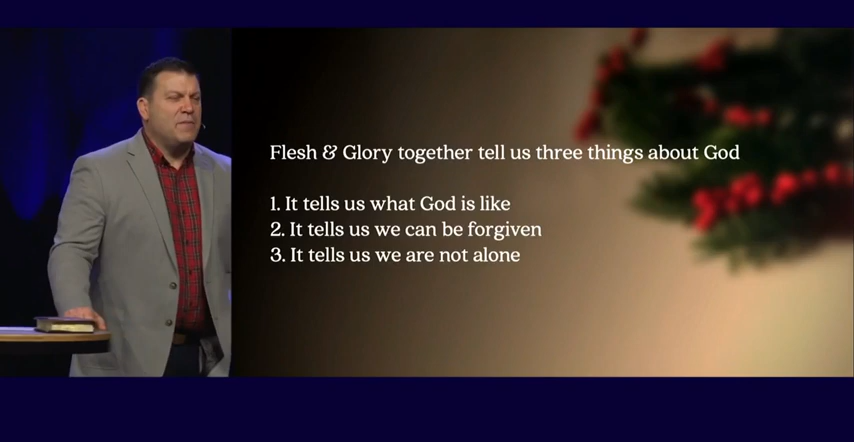 Flesh & Glory together tell us three things about God
1. It tells us what God is like
2. It tells us we can be forgiven
3. It tells us we are not alone